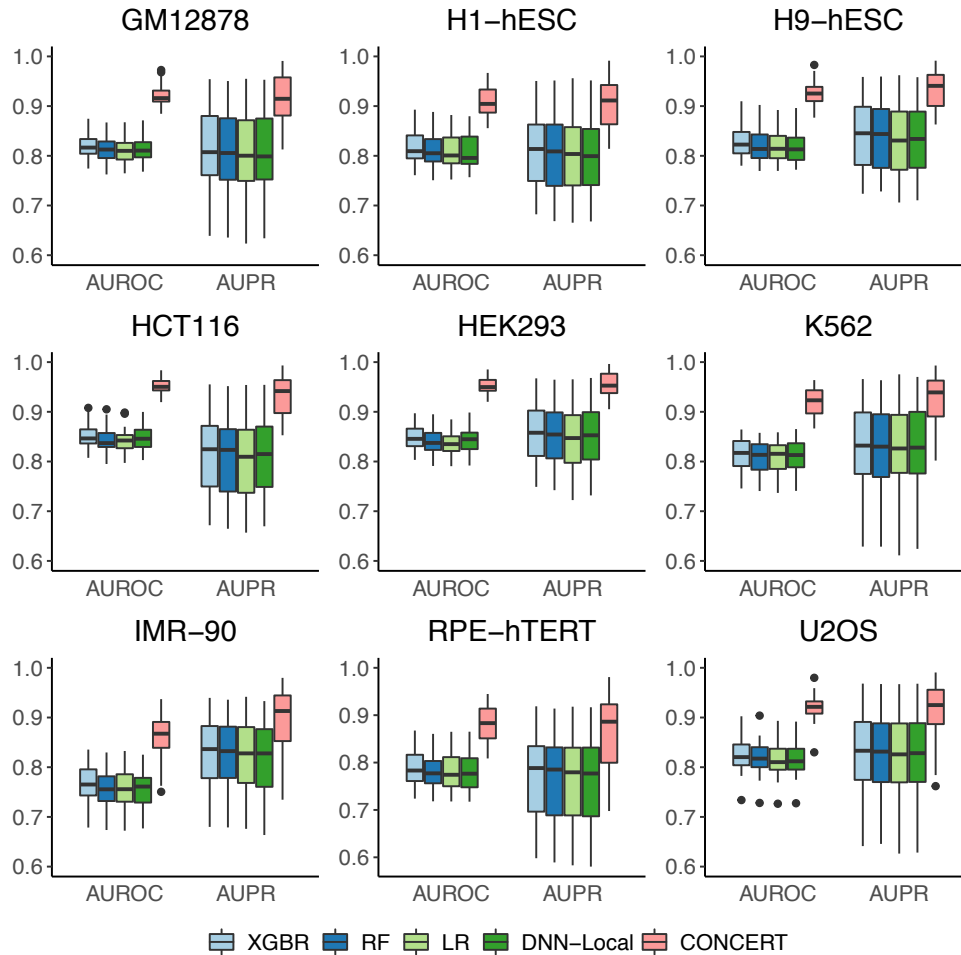 GM12878 H1-hESC H9-hESC
1.0 1.0 1.0
0.9 0.9 0.9
0.8 0.8 0.8
0.7 0.7 0.7
0.6 0.6 0.6
AUROC AUPR AUROC AUPR AUROC AUPR
HCT116 HEK293 K562
1.0 1.0 1.0
0.9 0.9 0.9
0.8 0.8 0.8
0.7 0.7 0.7
0.6 0.6 0.6
AUROC AUPR AUROC AUPR AUROC AUPR
IMR-90 RPE-hTERT U2OS
1.0 1.0 1.0
0.9 0.9 0.9
0.8 0.8 0.8
0.7 0.7 0.7
0.6 0.6 0.6
AUROC AUPR AUROC AUPR AUROC AUPR
XGBR RF LR DNN-Local CONCERT